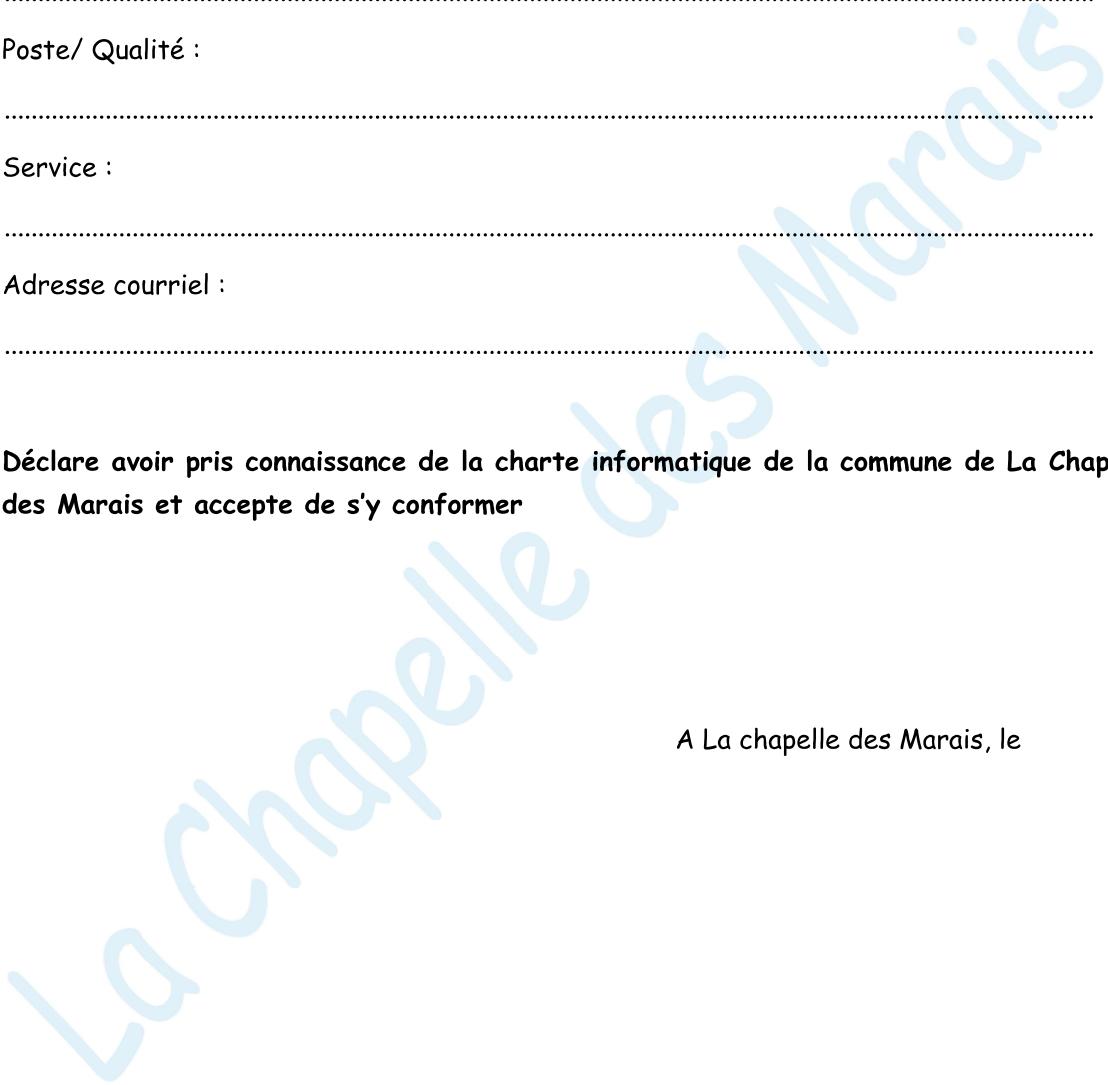 Poste/ Qualité :
Service :
Adresse courriel :
Déclare avoir pris connaissance de la charte informatique de la commune de La Chap
des Marais et accepte de s'y conformer
A La chapelle des Marais, le
La Chapelle des Marais